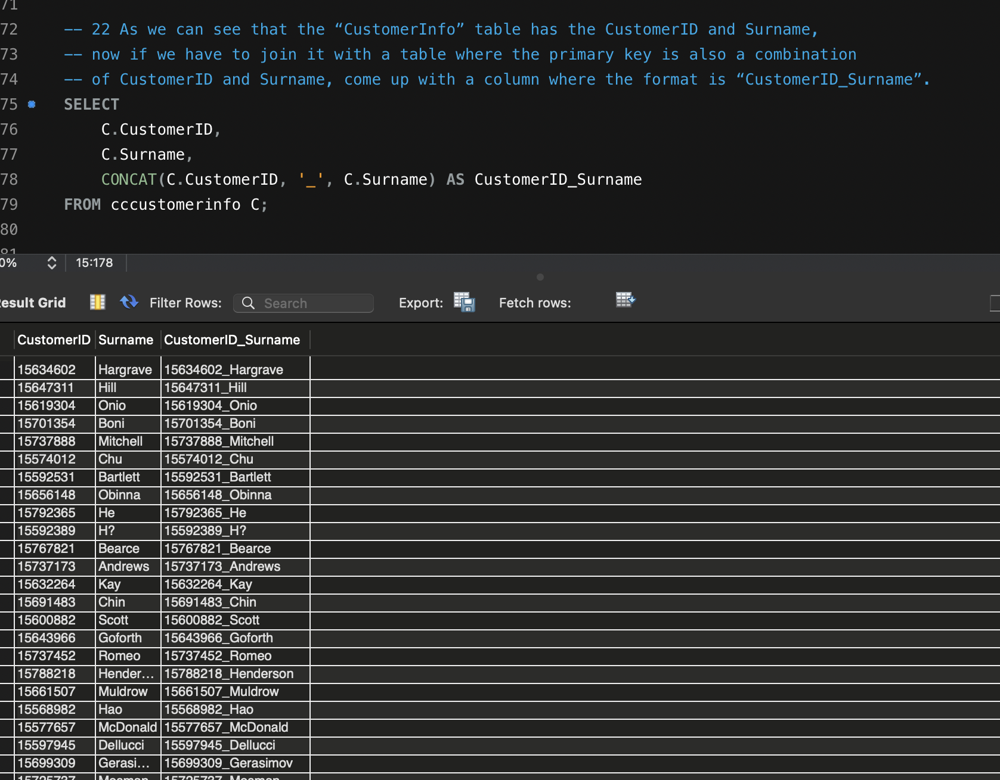 71
72 -- 22 As we can see that the “CustomerInfo” table has the CustomerID and Surname,
73 -- now if we have to join it with a table where the primary key is also a combination
74 -- of CustomerID and Surname, come up with a column where the format is “CustomerID_Surname”.
75 SELECT
76 C.CustomerID,
77 C.Surname,
78 CONCAT(C.CustomerID, '_', C.Surname) AS CustomerID_Surname
79 FROM cccustomerinfo C;
80
81
0% 15:178
esult Grid Filter Rows: Search Export: Fetch rows:
CustomerID Surname CustomerID_Surname
15634602 Hargrave 15634602_Hargrave
15647311 Hill 15647311_Hill
15619304 Onio 15619304_Onio
15701354 Boni 15701354_Boni
15737888 Mitchell 15737888_Mitchell
15574012 Chu 15574012_Chu
15592531 Bartlett 15592531_Bartlett
15656148 Obinna 15656148_Obinna
15792365 He 15792365_He
15592389 H? 15592389_H?
15767821 Bearce 15767821_Bearce
15737173 Andrews 15737173_Andrews
15632264 Kay 15632264_Kay
15691483 Chin 15691483_Chin
15600882 Scott 15600882_Scott
15643966 Goforth 15643966_Goforth
15737452 Romeo 15737452_Romeo
15788218 Hender... 15788218_Henderson
15661507 Muldrow 15661507_Muldrow
15568982 Hao 15568982_Hao
15577657 McDonald 15577657_McDonald
15597945 Dellucci 15597945_Dellucci
15699309 Gerasi... 15699309_Gerasimov
15725737 Mosman 15725737_Mosman